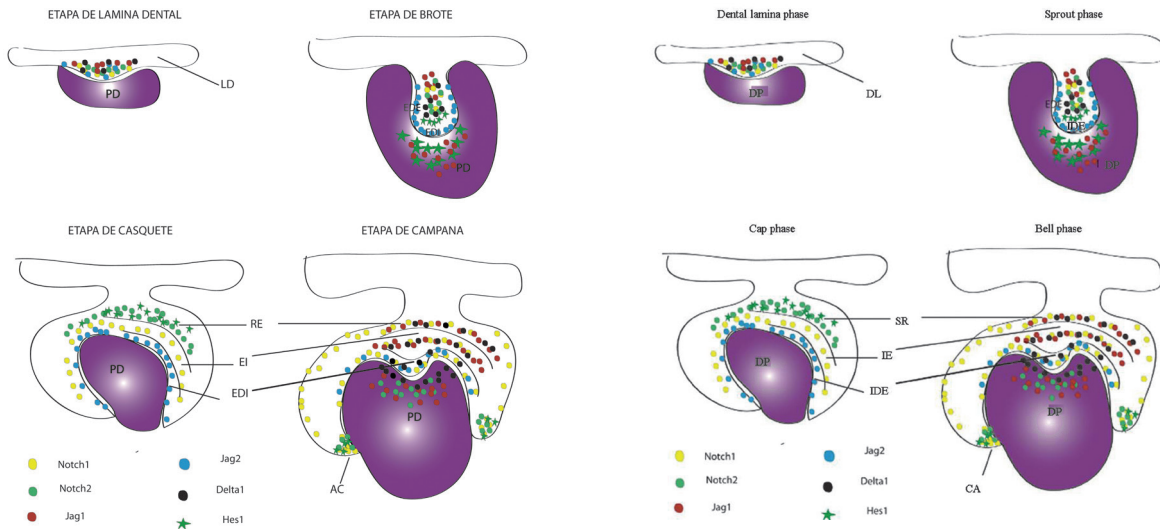 ETAPA DE LAMINA DENTAL
ETAPA DE BROTE
LD
PD
EDE
EDI
PD
ETAPA DE CASQUETE
ETAPA DE CAMPANA
RE
EI
EDI
PD
PD
AC
Notch1
Notch2
Jag1
Jag2
Delta1
Hes1
Dental lamina phase
Sprout phase
DL
DP
EDE
IDE
DP
Cap phase
Bell phase
SR
IE
IDE
DP
DP
CA
Notch1
Notch2
Jag1
Jag2
Delta1
Hes1